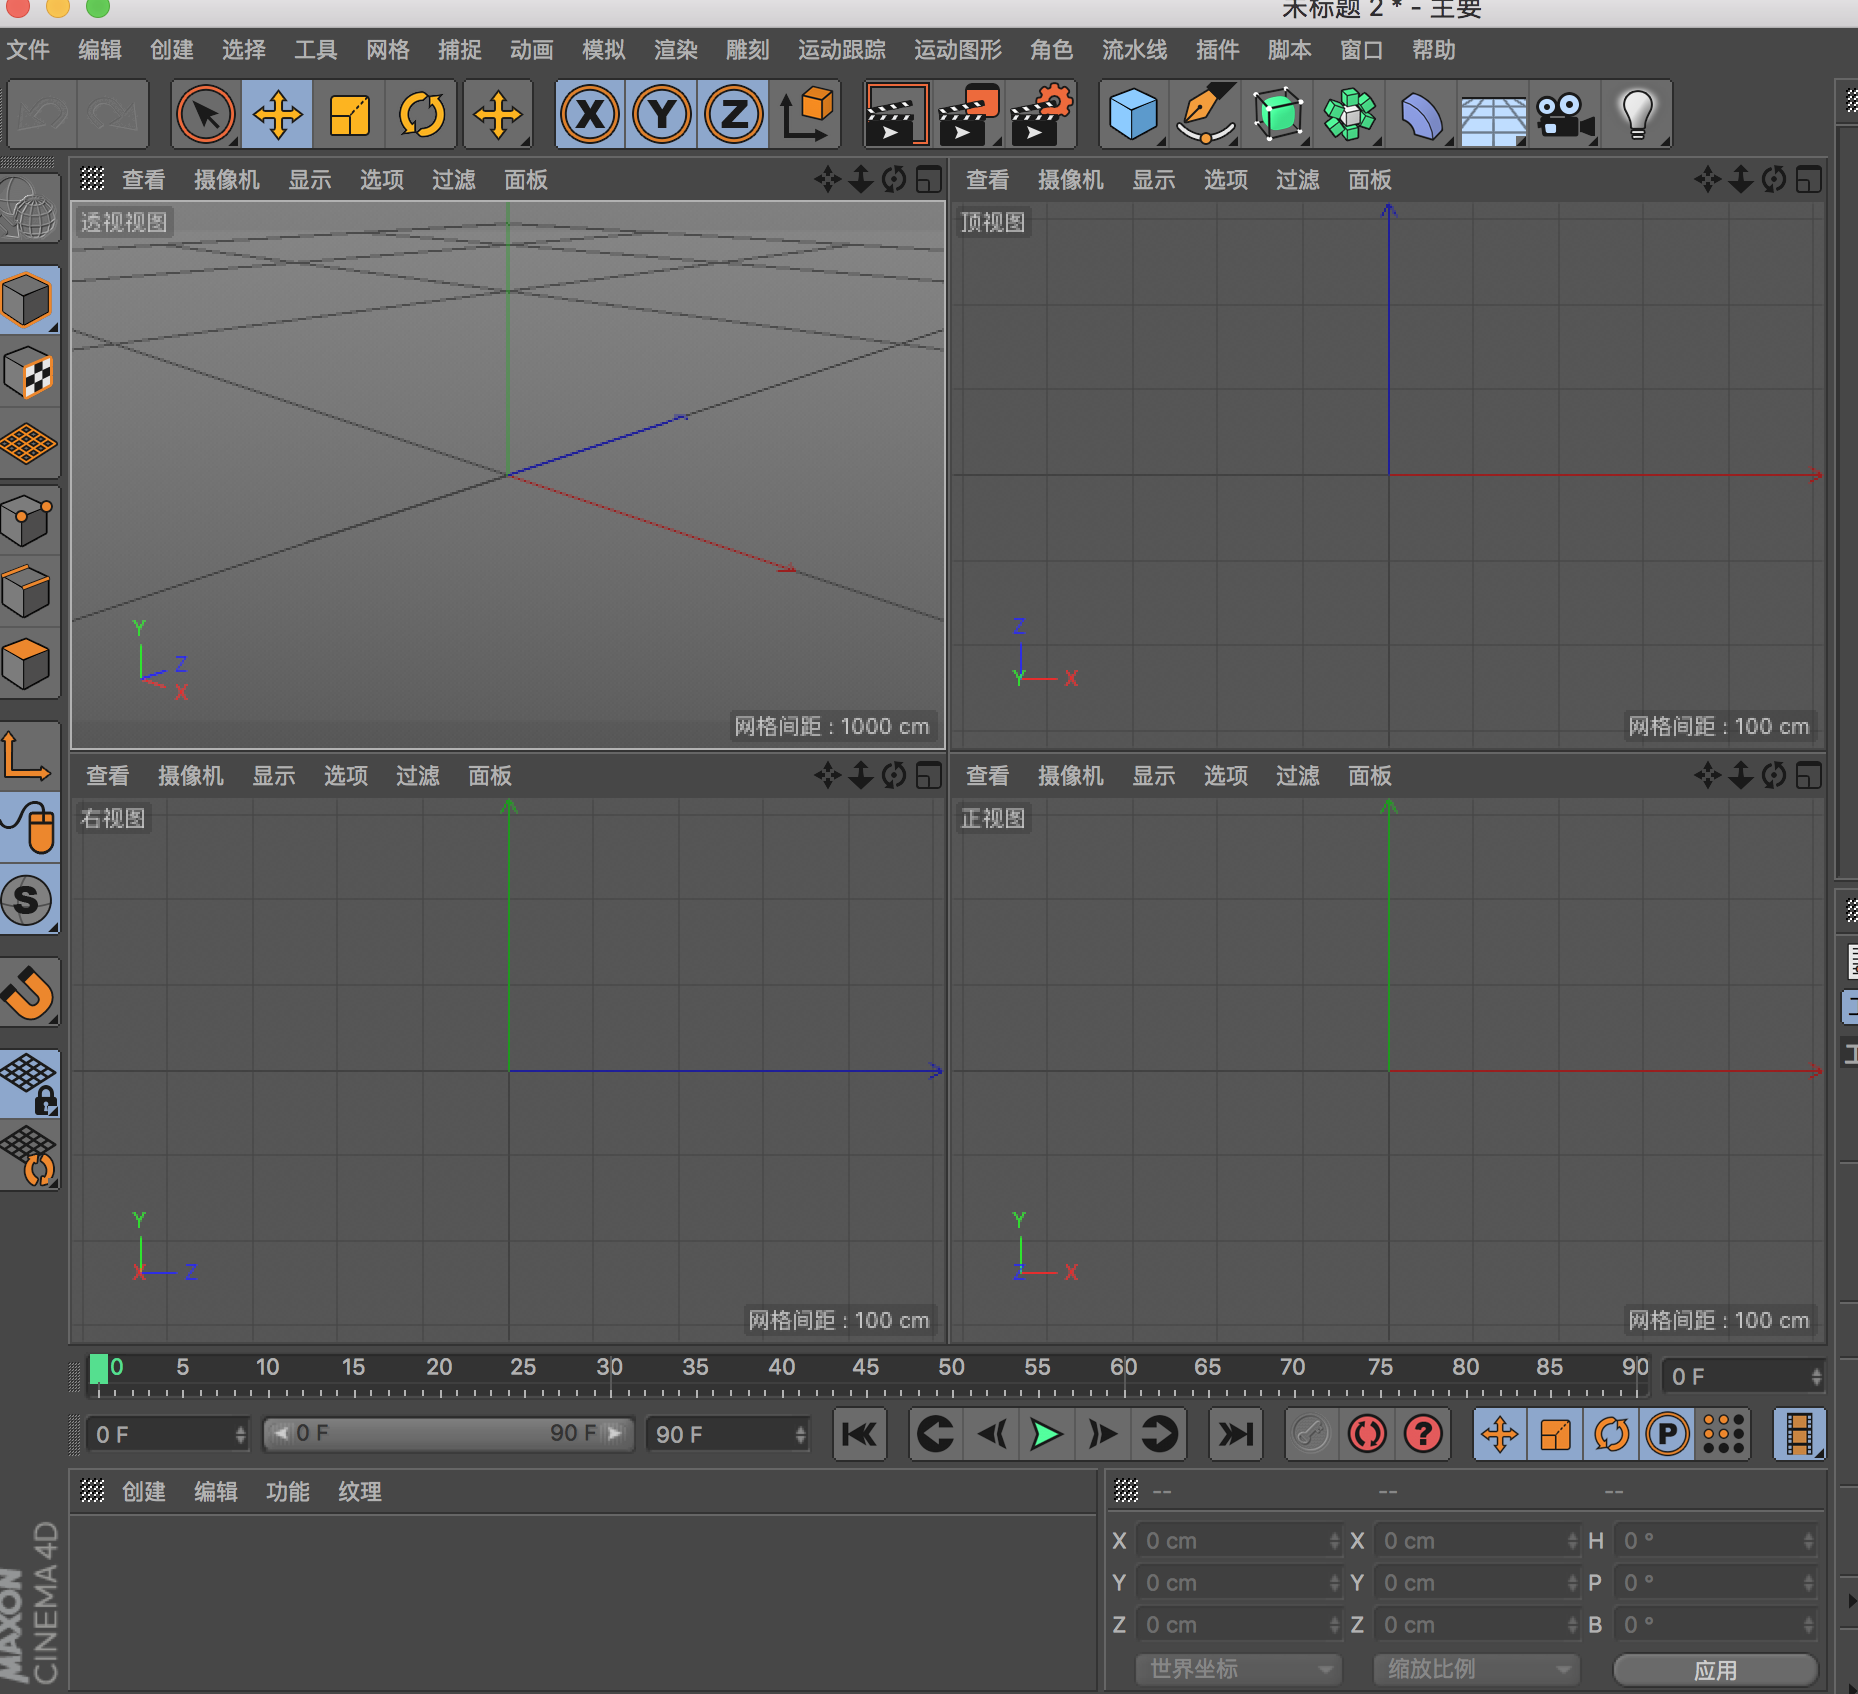 未标题 2 * - 主要
文件 编辑 创建 选择 工具 网格 捕捉 动画 模拟 渲染 雕刻 运动跟踪 运动图形 角色 流水线 插件 脚本 窗口 帮助
X Y Z
查看 摄像机 显示 选项 过滤 面板
透视视图
Y
Z
X
网格间距 : 1000 cm
查看 摄像机 显示 选项 过滤 面板
顶视图
Z
Y X
网格间距 : 100 cm
查看 摄像机 显示 选项 过滤 面板
右视图
Y
X Z
网格间距 : 100 cm
查看 摄像机 显示 选项 过滤 面板
正视图
Y
Z X
网格间距 : 100 cm
S
0 5 10 15 20 25 30 35 40 45 50 55 60 65 70 75 80 85 90 0 F
0 F 0 F 90 F 90 F ? P
创建 编辑 功能 纹理
-- -- --
X 0 cm X 0 cm H 0 °
Y 0 cm Y 0 cm P 0 °
Z 0 cm Z 0 cm B 0 °
世界坐标 缩放比例 应用
MAXON
CINEMA 4D